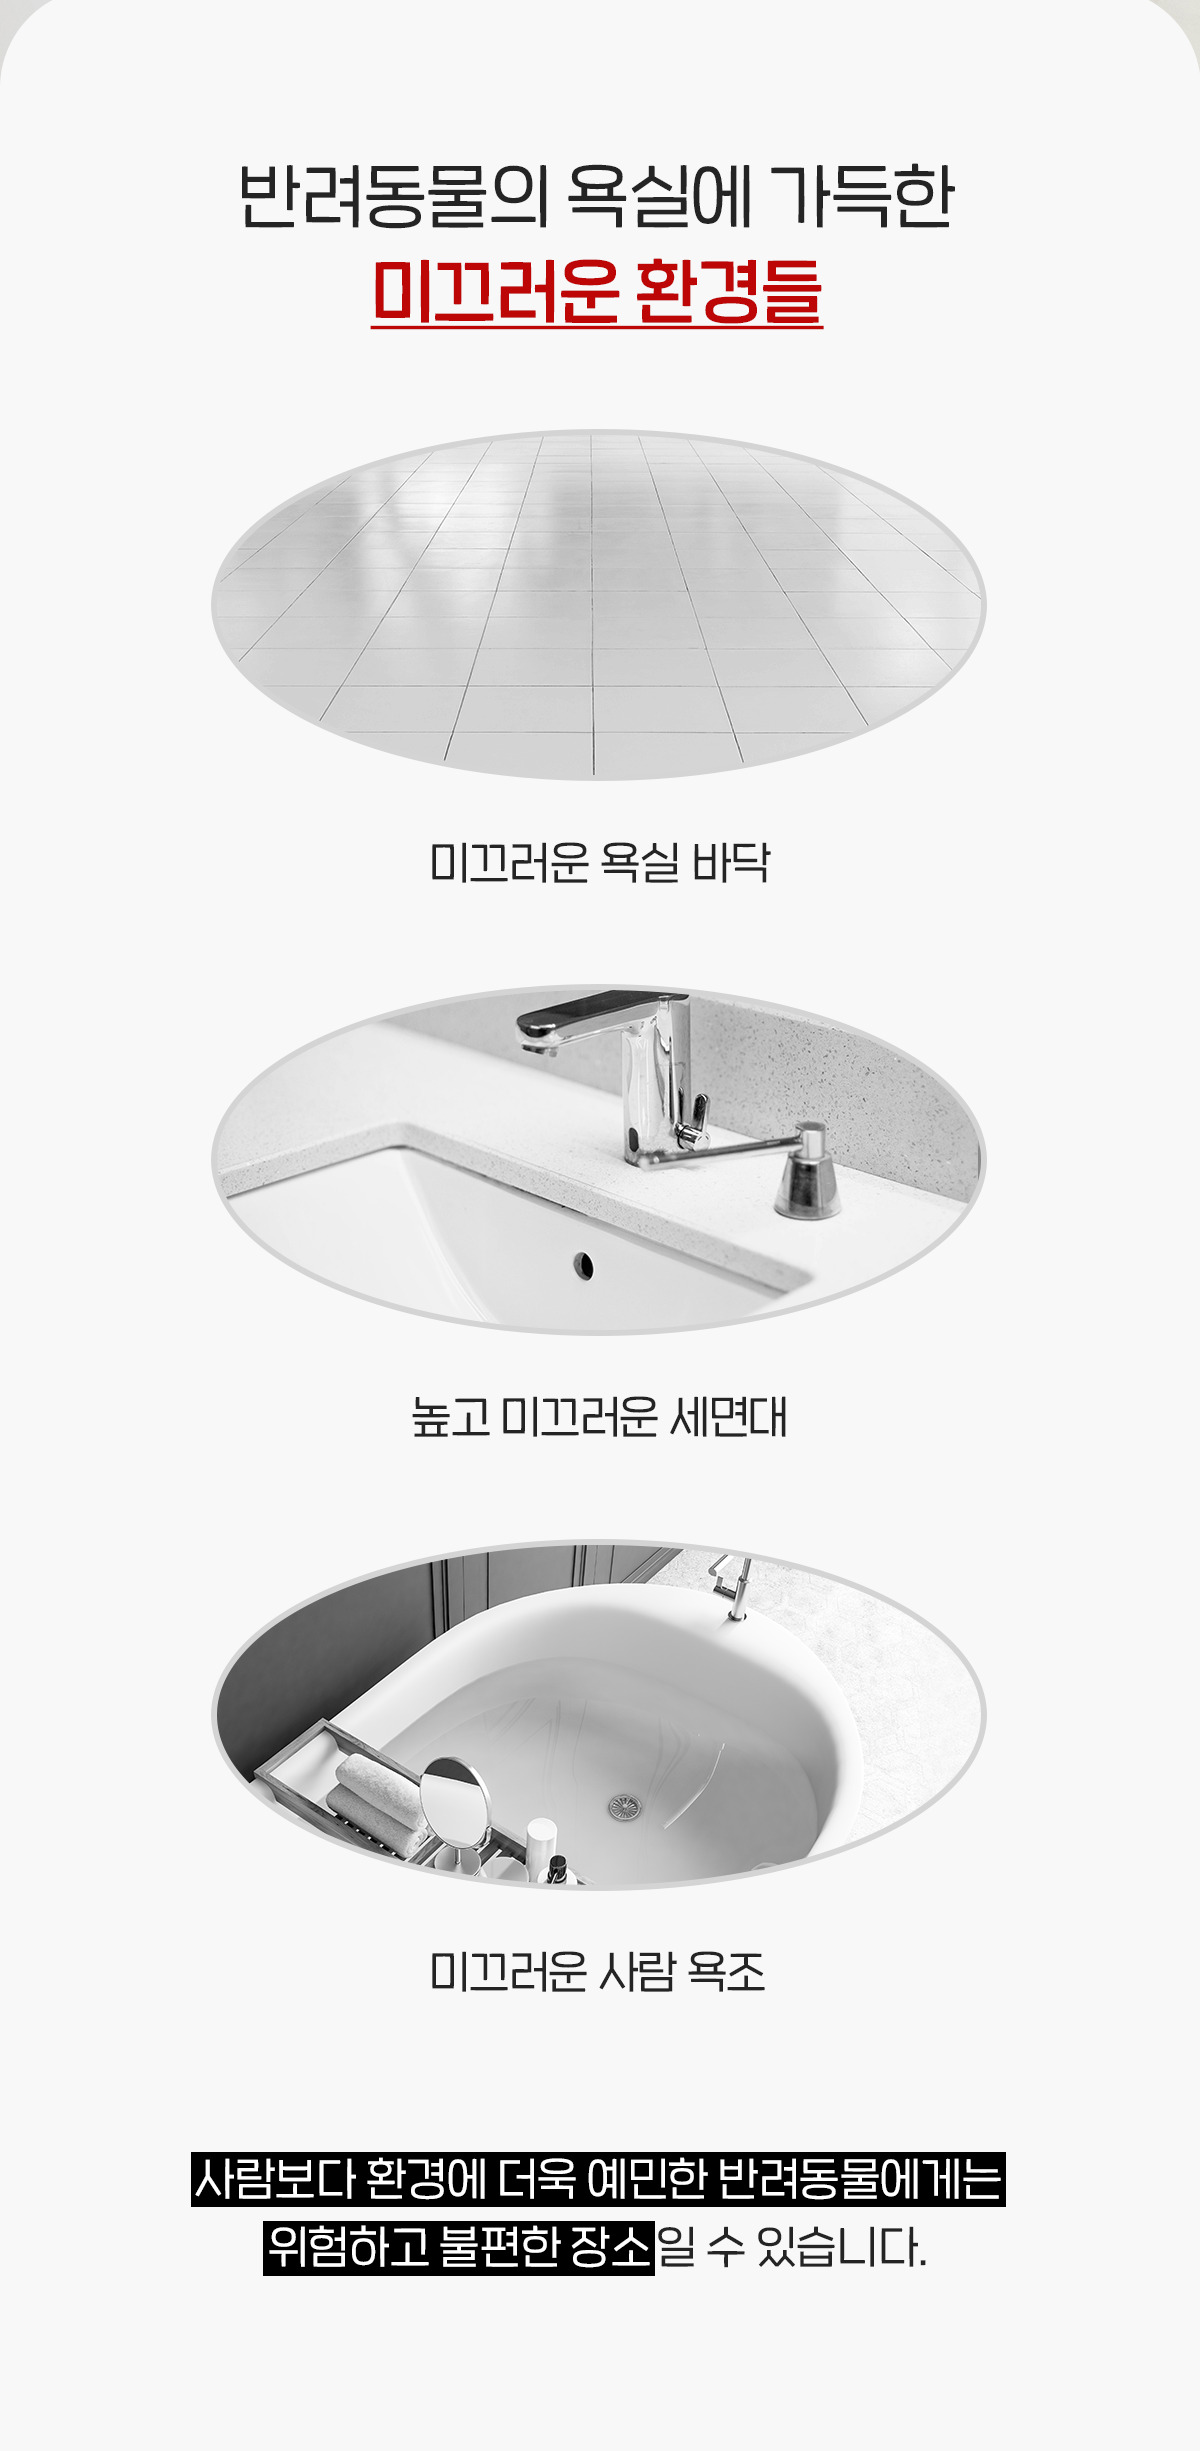 반려동물의 욕실에 가득한
미끄러운 환경들
미끄러운 욕실 바닥
높고 미끄러운 세면대
미끄러운 사람 욕조
사람보다 환경에 더욱 예민한 반려동물에게는
위험하고 불편한 장소일 수 있습니다.